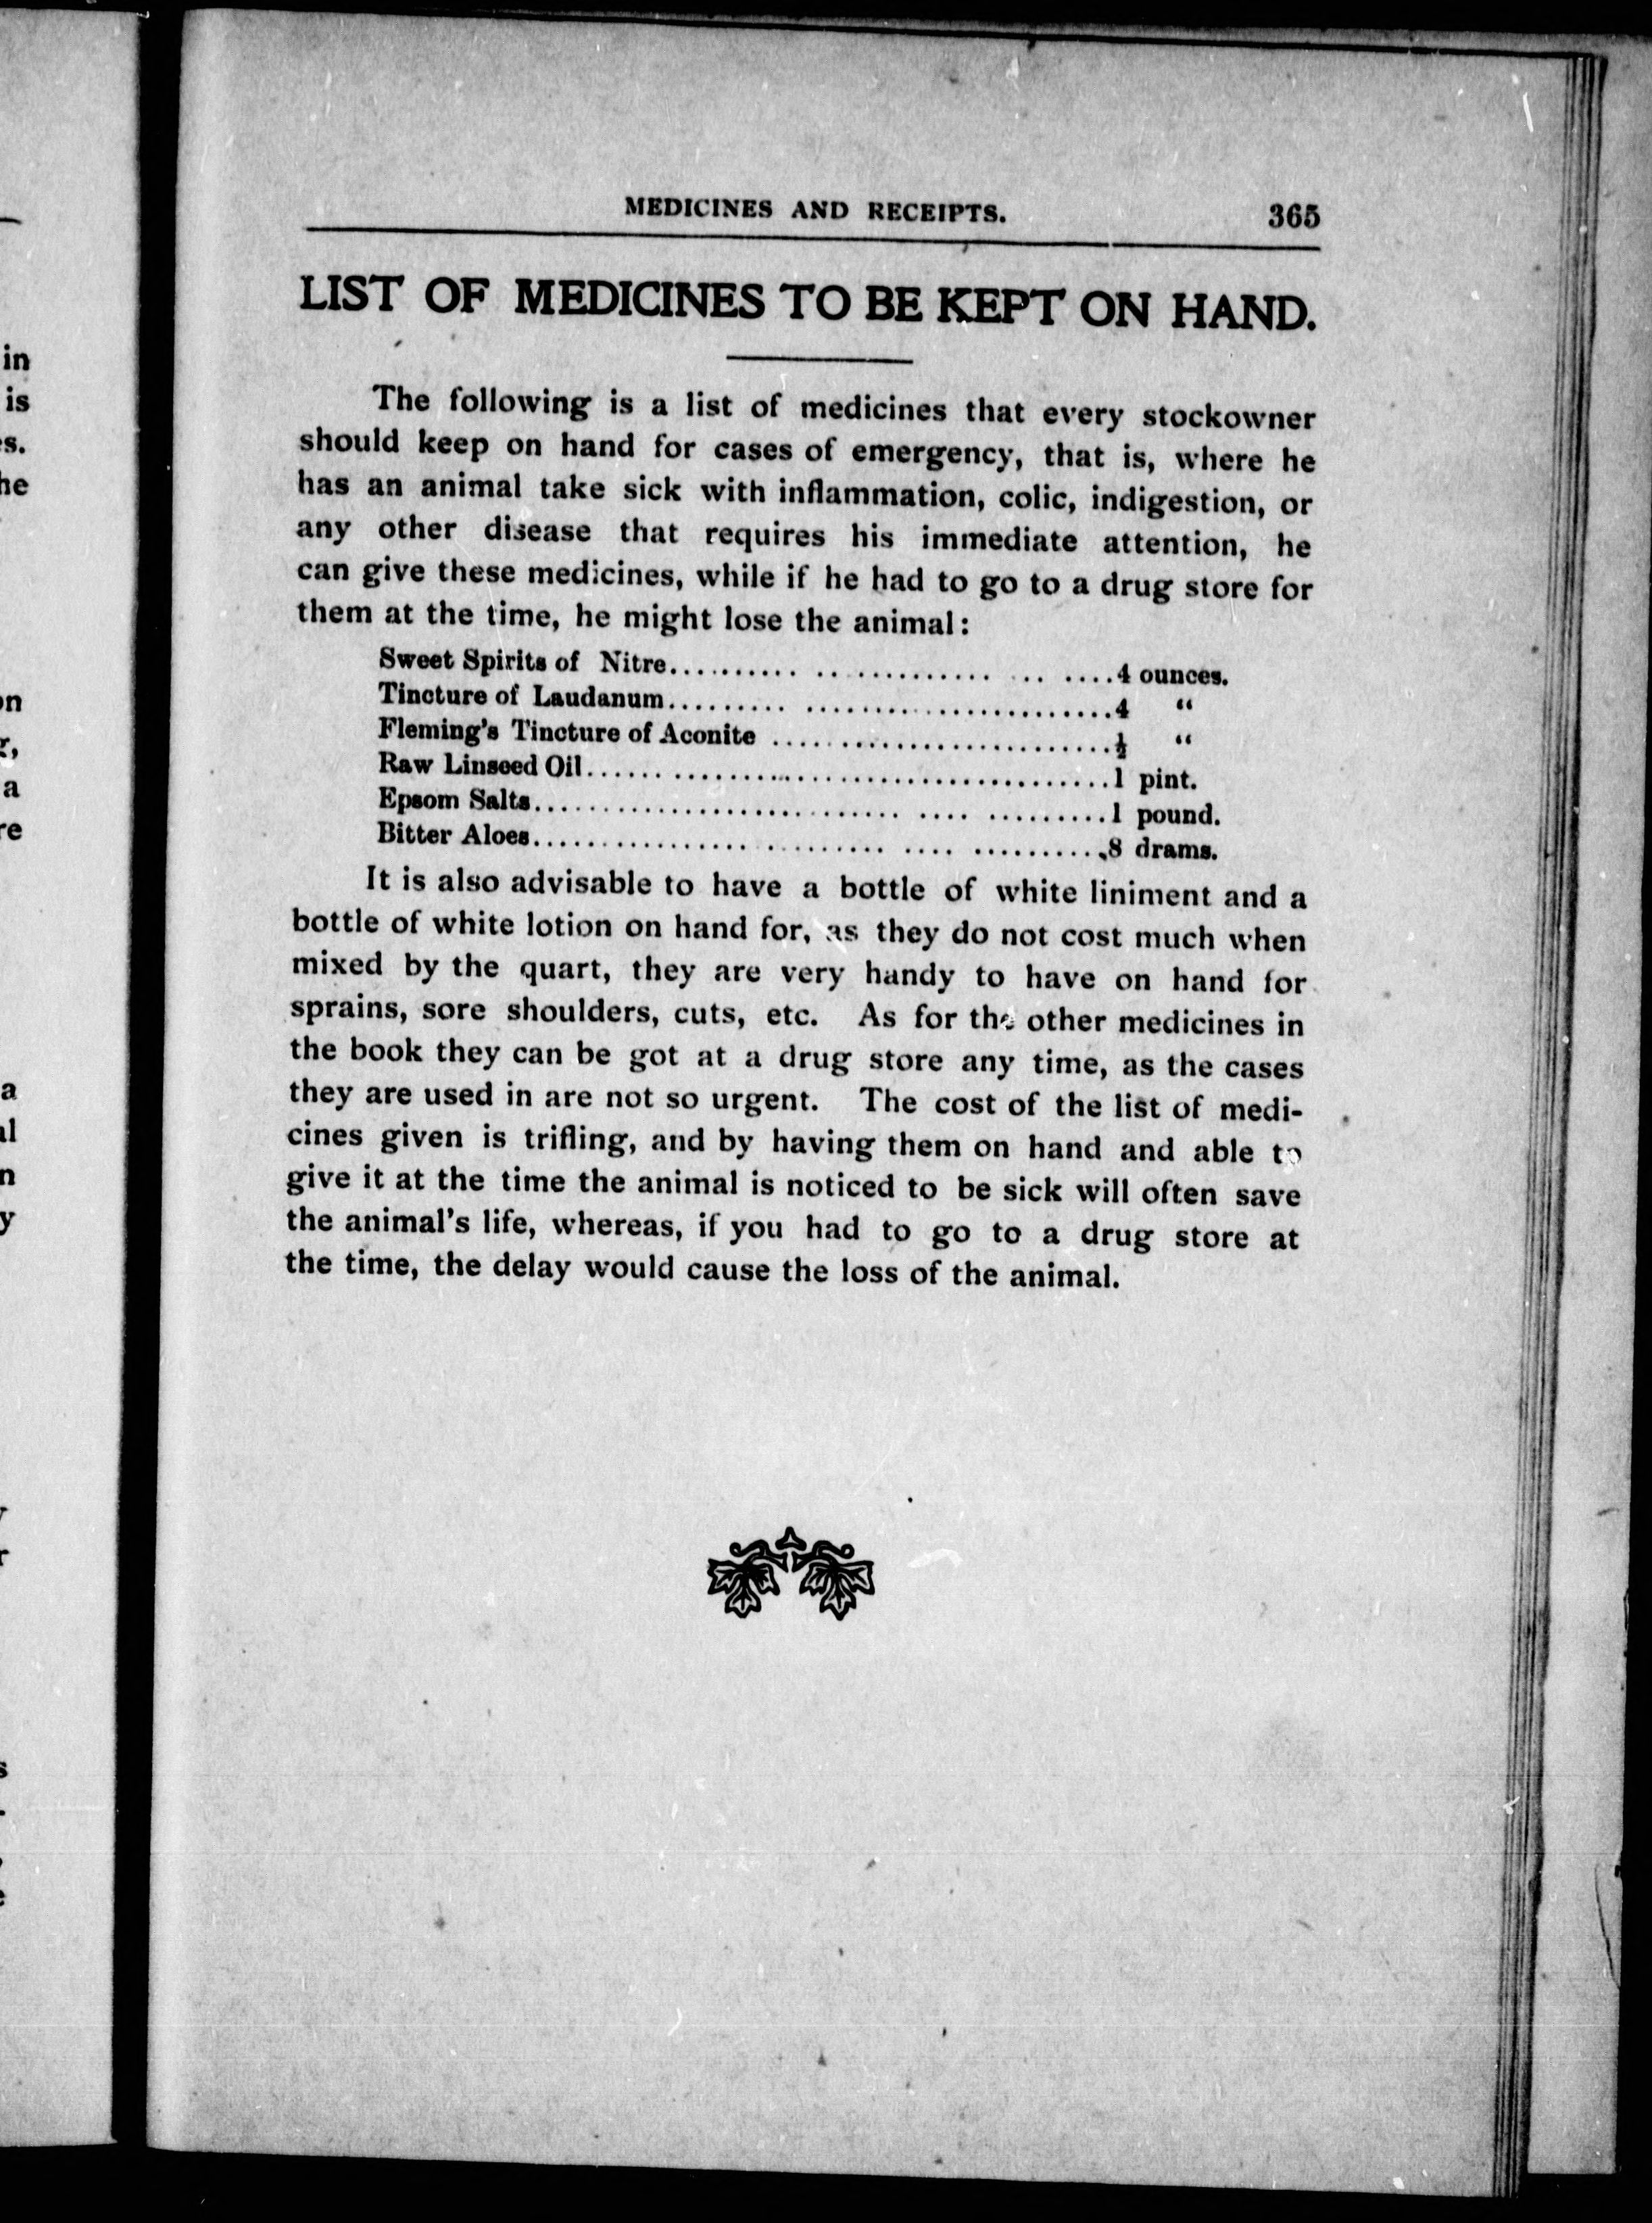 MEDICINES AND RECEIPTS. 365
LIST OF MEDICINES TO BE KEPT ON HAND.
The following is a list of medicines that every stockowner
should keep on hand for cases of emergency, that is, where he
has an animal take sick with inflammation, colic, indigestion, or
any other disease that requires his immediate attention, he
can give these medicines, while if he had to go to a drug store for
them at the time, he might lose the animal:
Sweet Spirits of Nitre.......... .. ............ .. ....4 ounces.
Tincture of Laudanum......... ........................4 “
Fleming's Tincture of Aconite ............................½ “
Raw Linseed Oil...........................................1 pint.
Epsom Salts............................ .... .........1 pound.
Bitter Aloes................ ........... .... ..........8 drams.
It is also advisable to have a bottle of white liniment and a
bottle of white lotion on hand for, as they do not cost much when
mixed by the quart, they are very handy to have on hand for
sprains, sore shoulders, cuts, etc. As for the other medicines in
the book they can be got at a drug store any time, as the cases
they are used in are not so urgent. The cost of the list of medi-
cines given is trifling, and by having them on hand and able to
give it at the time the animal is noticed to be sick will often save
the animal's life, whereas, if you had to go to a drug store at
the time, the delay would cause the loss of the animal.